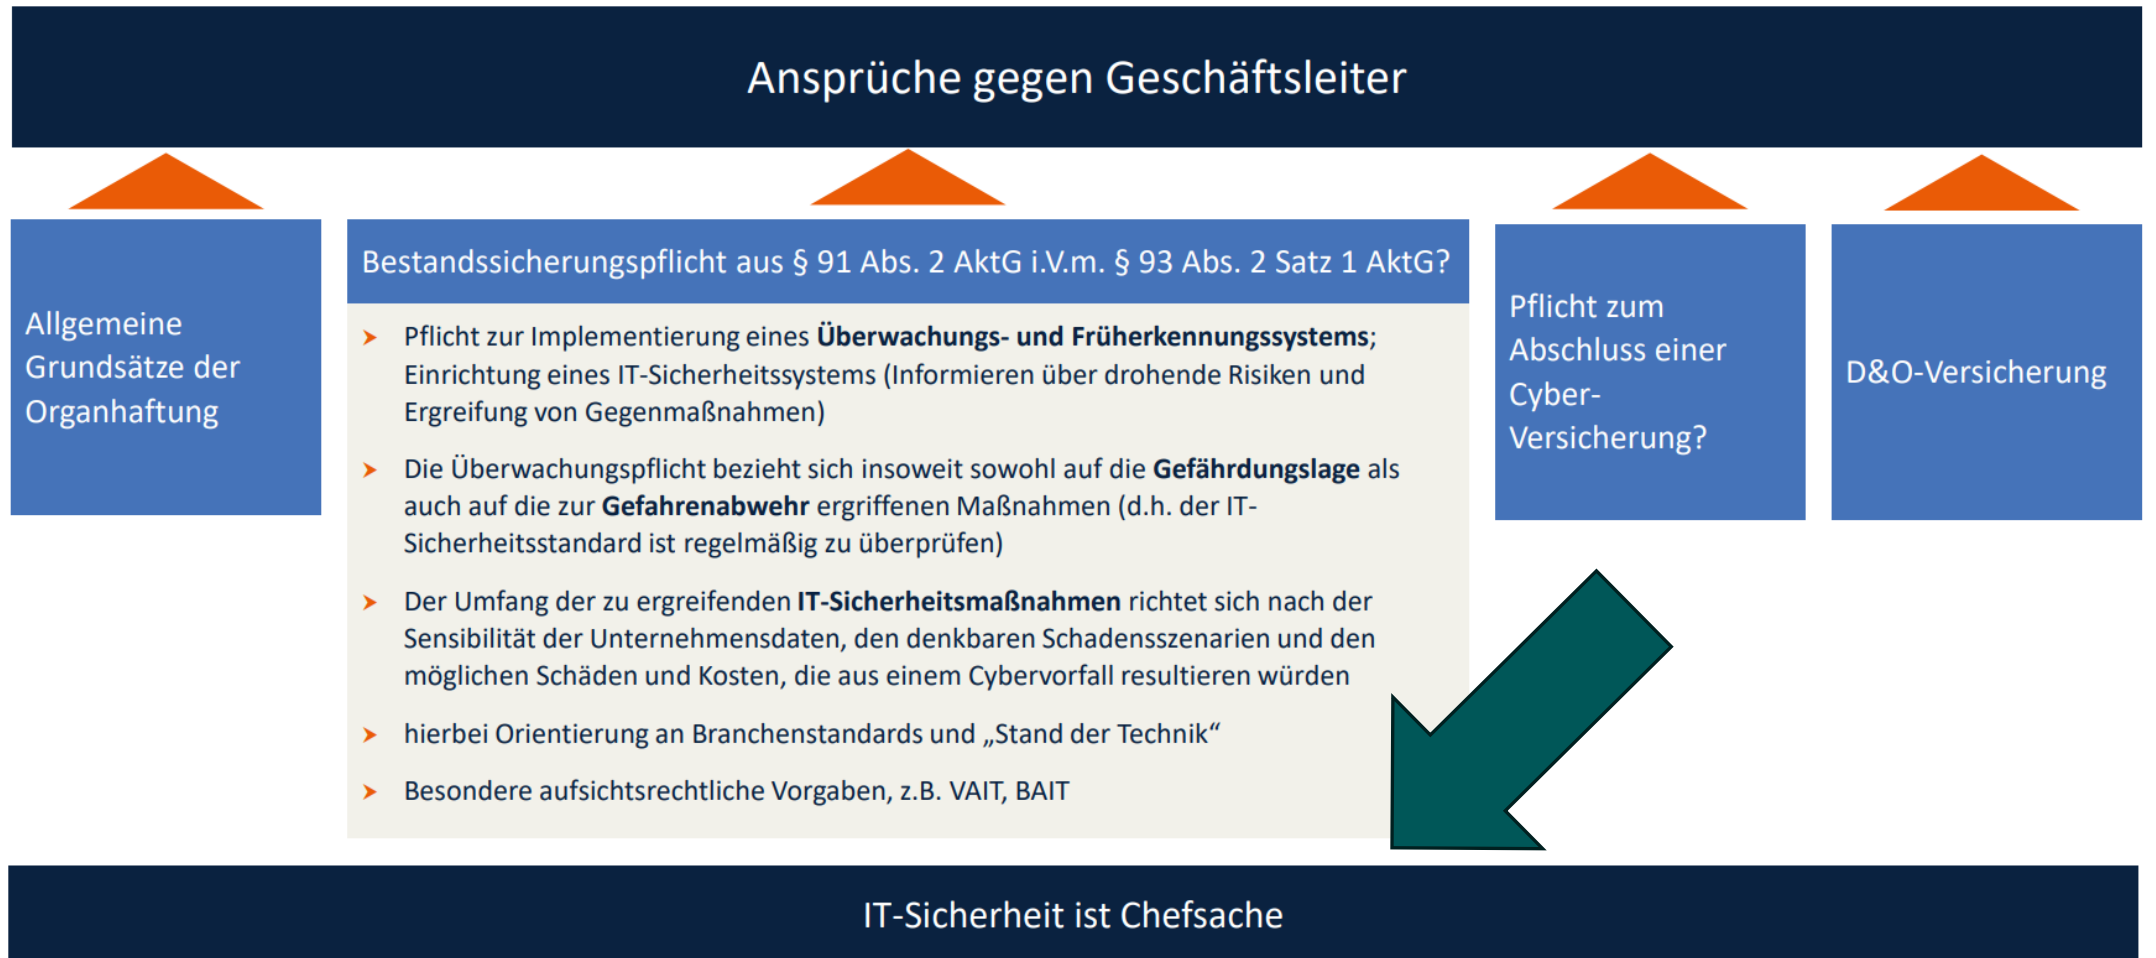 Ansprüche gegen Geschäftsleiter
Allgemeine
Grundsätze der
Organhaftung
Bestandssicherungspflicht aus § 91 Abs. 2 AktG i.V.m. § 93 Abs. 2 Satz 1 AktG?
➤ Pflicht zur Implementierung eines Überwachungs- und Früherkennungssystems;
Einrichtung eines IT-Sicherheitssystems (Informieren über drohende Risiken und
Ergreifung von Gegenmaßnahmen)
➤ Die Überwachungspflicht bezieht sich insoweit sowohl auf die Gefährdungslage als
auch auf die zur Gefahrenabwehr ergriffenen Maßnahmen (d.h. der IT-
Sicherheitsstandard ist regelmäßig zu überprüfen)
➤ Der Umfang der zu ergreifenden IT-Sicherheitsmaßnahmen richtet sich nach der
Sensibilität der Unternehmensdaten, den denkbaren Schadensszenarien und den
möglichen Schäden und Kosten, die aus einem Cybervorfall resultieren würden
➤ hierbei Orientierung an Branchenstandards und „Stand der Technik“
➤ Besondere aufsichtsrechtliche Vorgaben, z.B. VAIT, BAIT
Pflicht zum
Abschluss einer
Cyber-
Versicherung?
D&O-Versicherung
IT-Sicherheit ist Chefsache